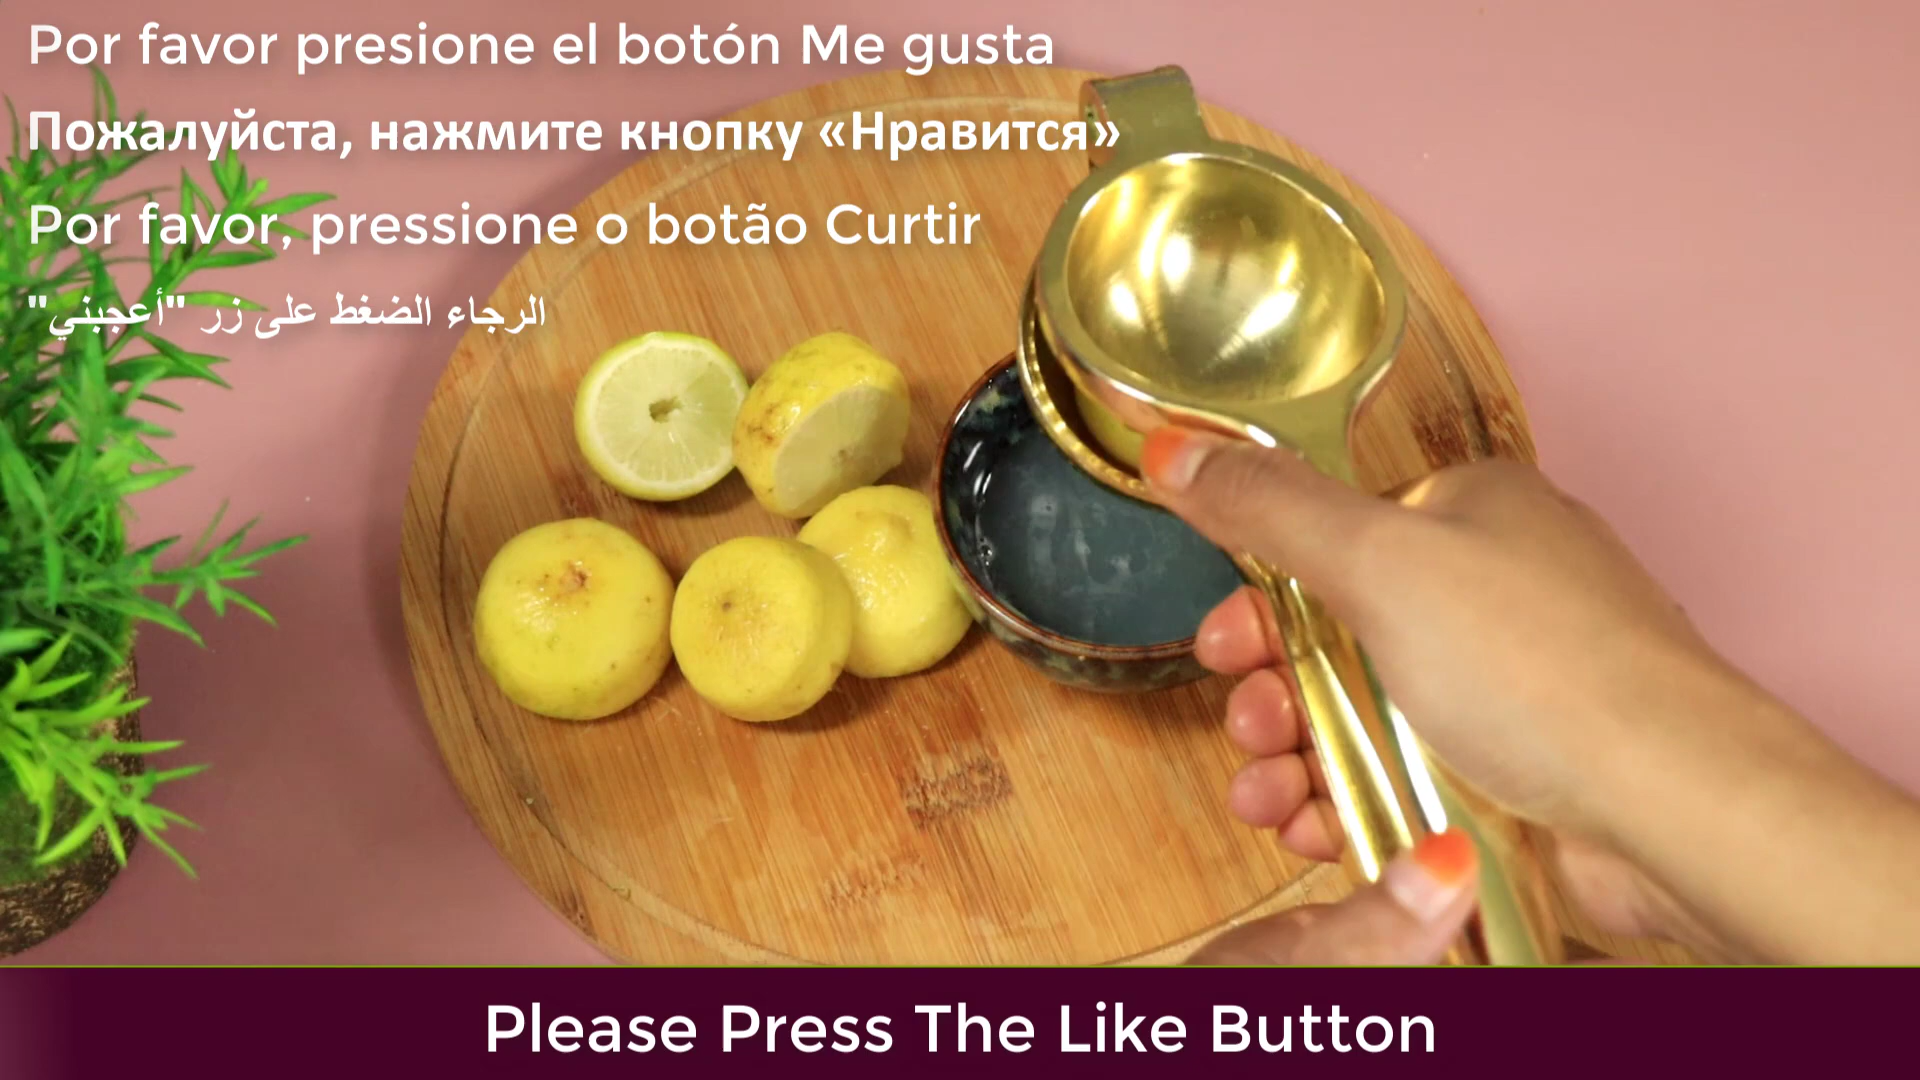 Por favor presione el botón Me gusta
Пожалуйста, нажмите кнопку «Нравится»
Por favor, pressione o botão Curtir
الرجاء الضغط على زر "أعجبني"
Please Press The Like Button